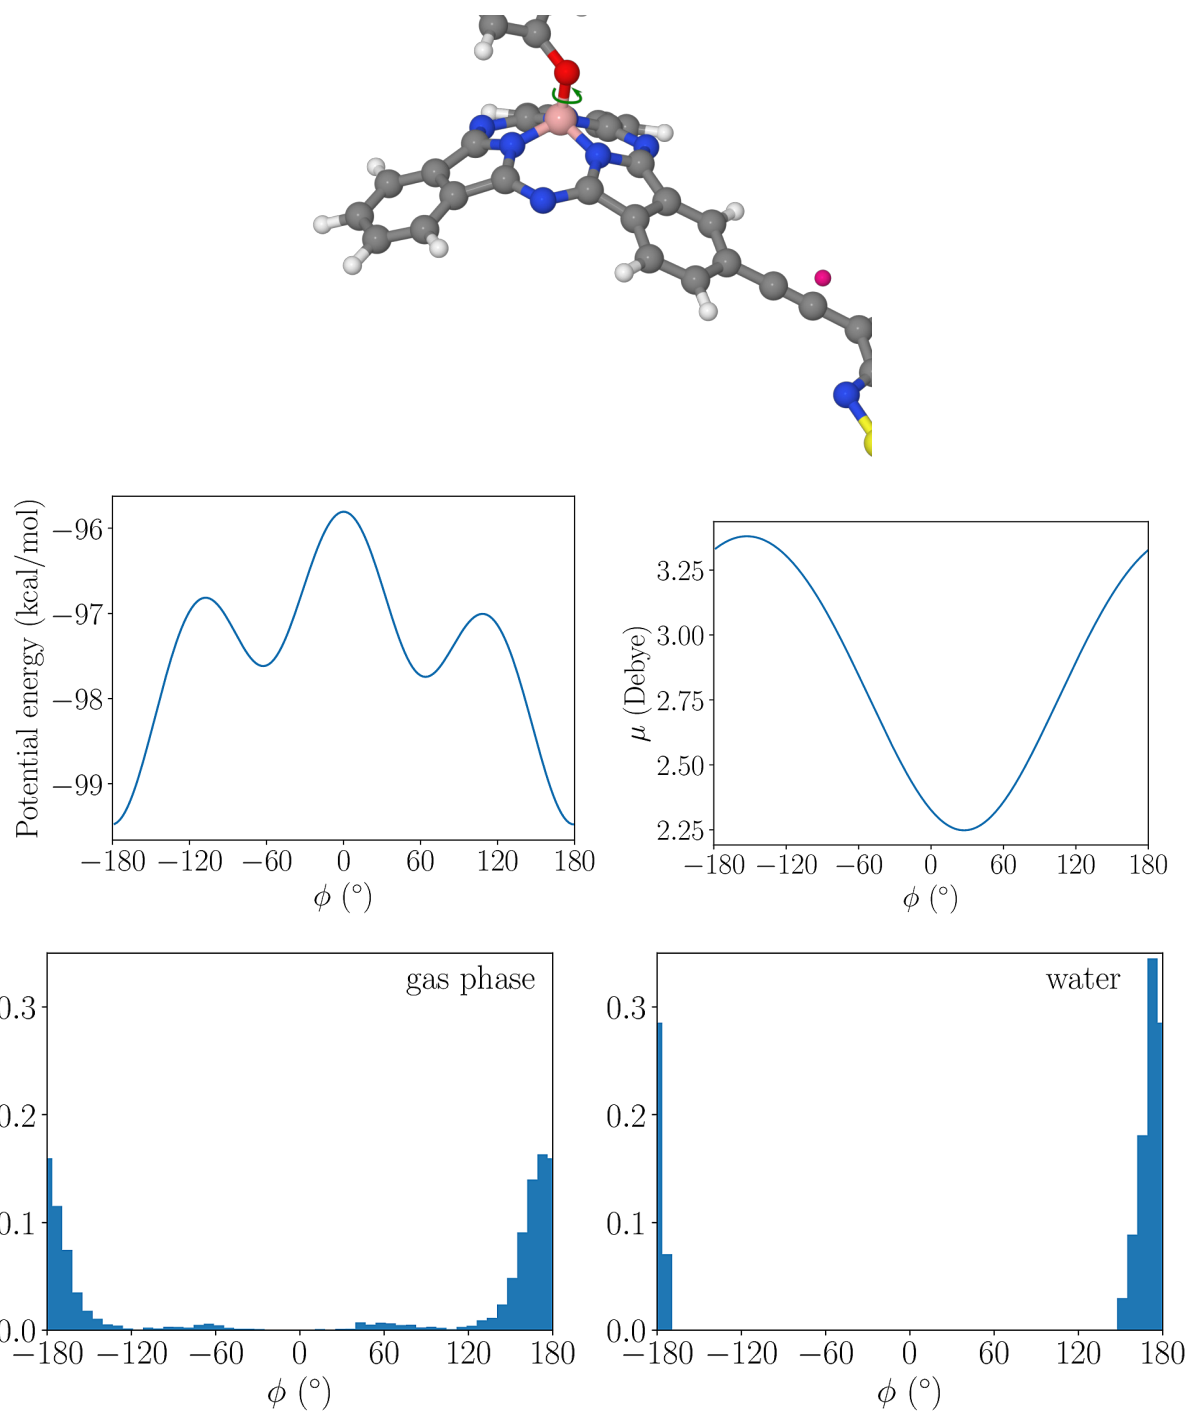 Potential energy (kcal/mol)
−96
−97
−98
−99
−180 −120 −60 0 60 120 180
ϕ (°)
μ (Debye)
3.25
3.00
2.75
2.50
2.25
−180 −120 −60 0 60 120 180
ϕ (°)
gas phase
0.3
0.2
0.1
0.0
−180 −120 −60 0 60 120 180
ϕ (°)
water
0.3
0.2
0.1
0.0
−180 −120 −60 0 60 120 180
ϕ (°)